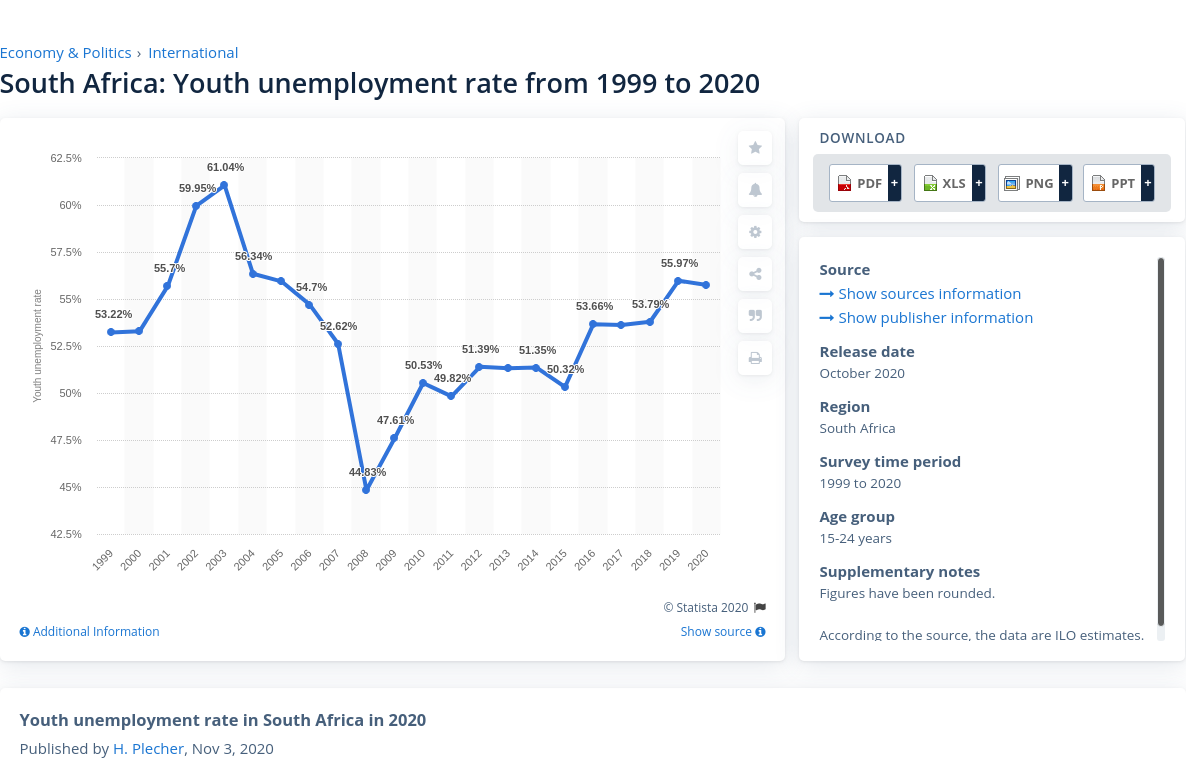 Economy & Politics › International
South Africa: Youth unemployment rate from 1999 to 2020
62.5%
60%
57.5%
55%
52.5%
50%
47.5%
45%
42.5%
Youth unemployment rate
53.22%
55.7%
59.95%
61.04%
56.34%
54.7%
52.62%
44.83%
47.61%
50.53%
49.82%
51.39%
51.35%
50.32%
53.66%
53.79%
55.97%
1999
2000
2001
2002
2003
2004
2005
2006
2007
2008
2009
2010
2011
2012
2013
2014
2015
2016
2017
2018
2019
2020
© Statista 2020
Additional Information
Show source
DOWNLOAD
PDF + XLS + PNG + PPT +
Source
Show sources information
Show publisher information
Release date
October 2020
Region
South Africa
Survey time period
1999 to 2020
Age group
15-24 years
Supplementary notes
Figures have been rounded.
According to the source, the data are ILO estimates.
Youth unemployment rate in South Africa in 2020
Published by H. Plecher, Nov 3, 2020